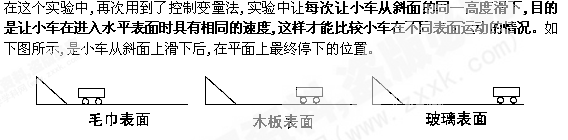 在这个实验中,再次用到了控制变量法,实验中让每次让小车从斜面的同一高度滑下,目的
是让小车在进入水平表面时具有相同的速度,这样才能比较小车在不同表面运动的情况。如
下图所示,是小车从斜面上滑下后,在平面上最终停下的位置。
毛巾表面 木板表面 玻璃表面